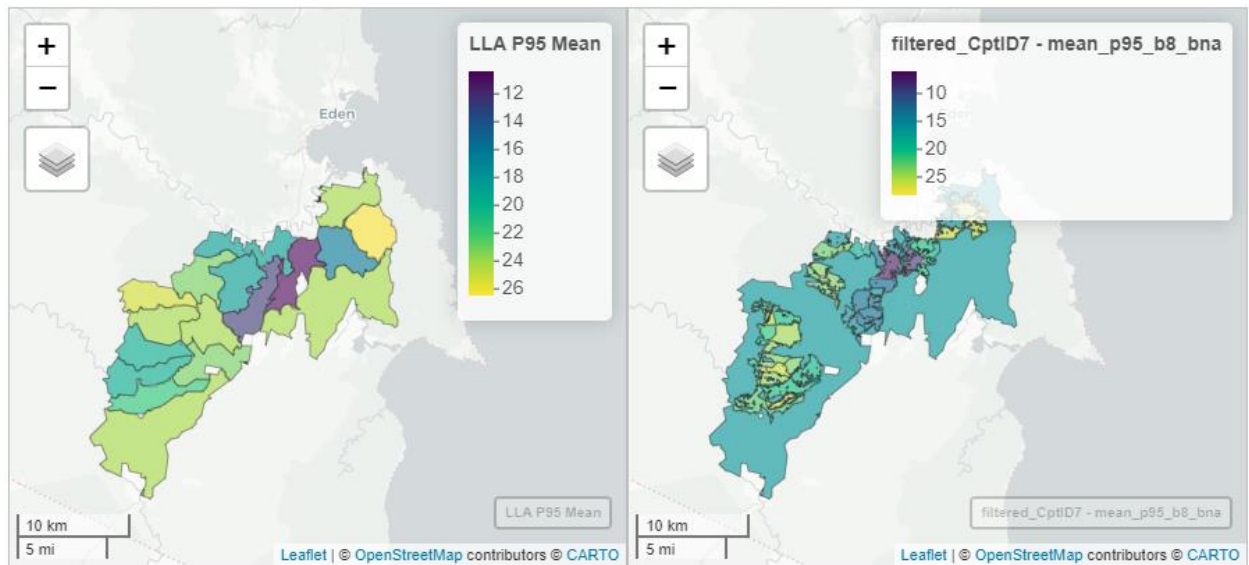 +
−
Eden
LLA P95 Mean
12
14
16
18
20
22
24
26
LLA P95 Mean
10 km
5 mi
Leaflet | © OpenStreetMap contributors © CARTO
+
−
filtered_CptID7 - mean_p95_b8_bna
10
15
20
25
filtered_CptID7 - mean_p95_b8_bna
10 km
5 mi
Leaflet | © OpenStreetMap contributors © CARTO